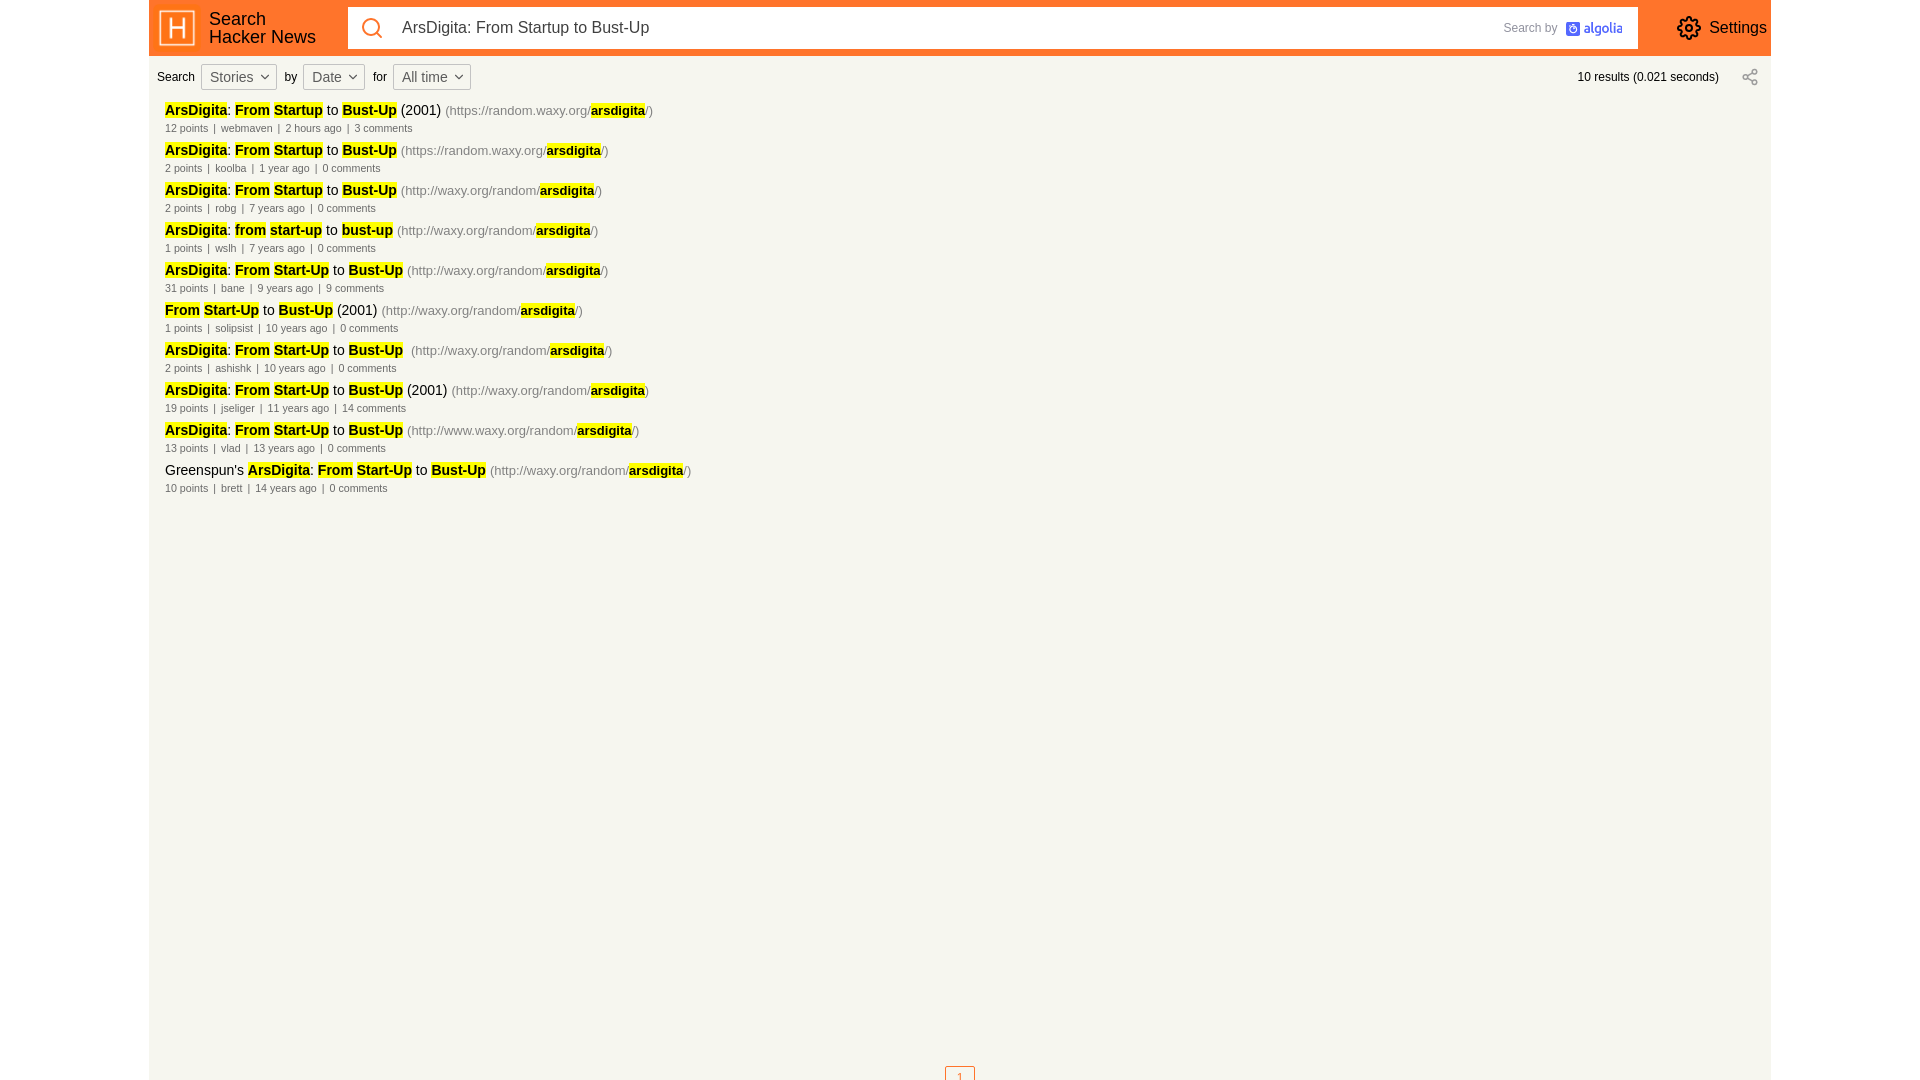 H
Search
Hacker News
ArsDigita: From Startup to Bust-Up
Search by algolia
Settings
Search Stories by Date for All time
10 results (0.021 seconds)
ArsDigita: From Startup to Bust-Up (2001) (https://random.waxy.org/arsdigita/)
12 points | webmaven | 2 hours ago | 3 comments
ArsDigita: From Startup to Bust-Up (https://random.waxy.org/arsdigita/)
2 points | koolba | 1 year ago | 0 comments
ArsDigita: From Startup to Bust-Up (http://waxy.org/random/arsdigita/)
2 points | robg | 7 years ago | 0 comments
ArsDigita: from start-up to bust-up (http://waxy.org/random/arsdigita/)
1 points | wslh | 7 years ago | 0 comments
ArsDigita: From Start-Up to Bust-Up (http://waxy.org/random/arsdigita/)
31 points | bane | 9 years ago | 9 comments
From Start-Up to Bust-Up (2001) (http://waxy.org/random/arsdigita/)
1 points | solipsist | 10 years ago | 0 comments
ArsDigita: From Start-Up to Bust-Up (http://waxy.org/random/arsdigita/)
2 points | ashishk | 10 years ago | 0 comments
ArsDigita: From Start-Up to Bust-Up (2001) (http://waxy.org/random/arsdigita)
19 points | jseliger | 11 years ago | 14 comments
ArsDigita: From Start-Up to Bust-Up (http://www.waxy.org/random/arsdigita/)
13 points | vlad | 13 years ago | 0 comments
Greenspun's ArsDigita: From Start-Up to Bust-Up (http://waxy.org/random/arsdigita/)
10 points | brett | 14 years ago | 0 comments
1